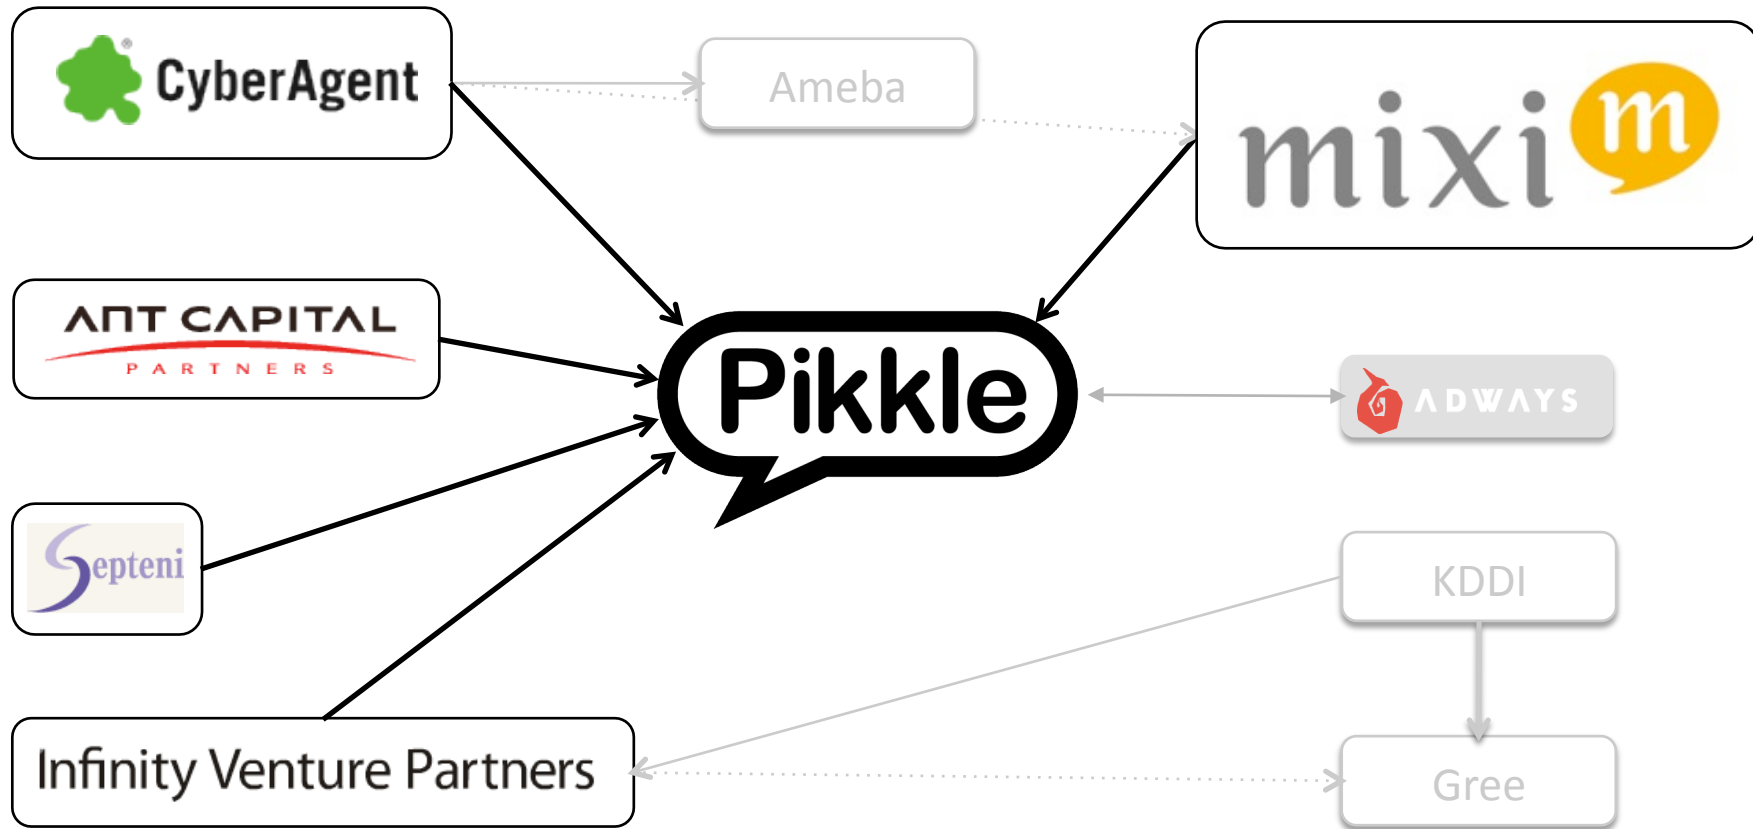 CyberAgent®
Ameba
mixi
m
ANT CAPITAL
PARTNERS
Pikkle
ADWAYS
Septeni
KDDI
Infinity Venture Partners
Gree